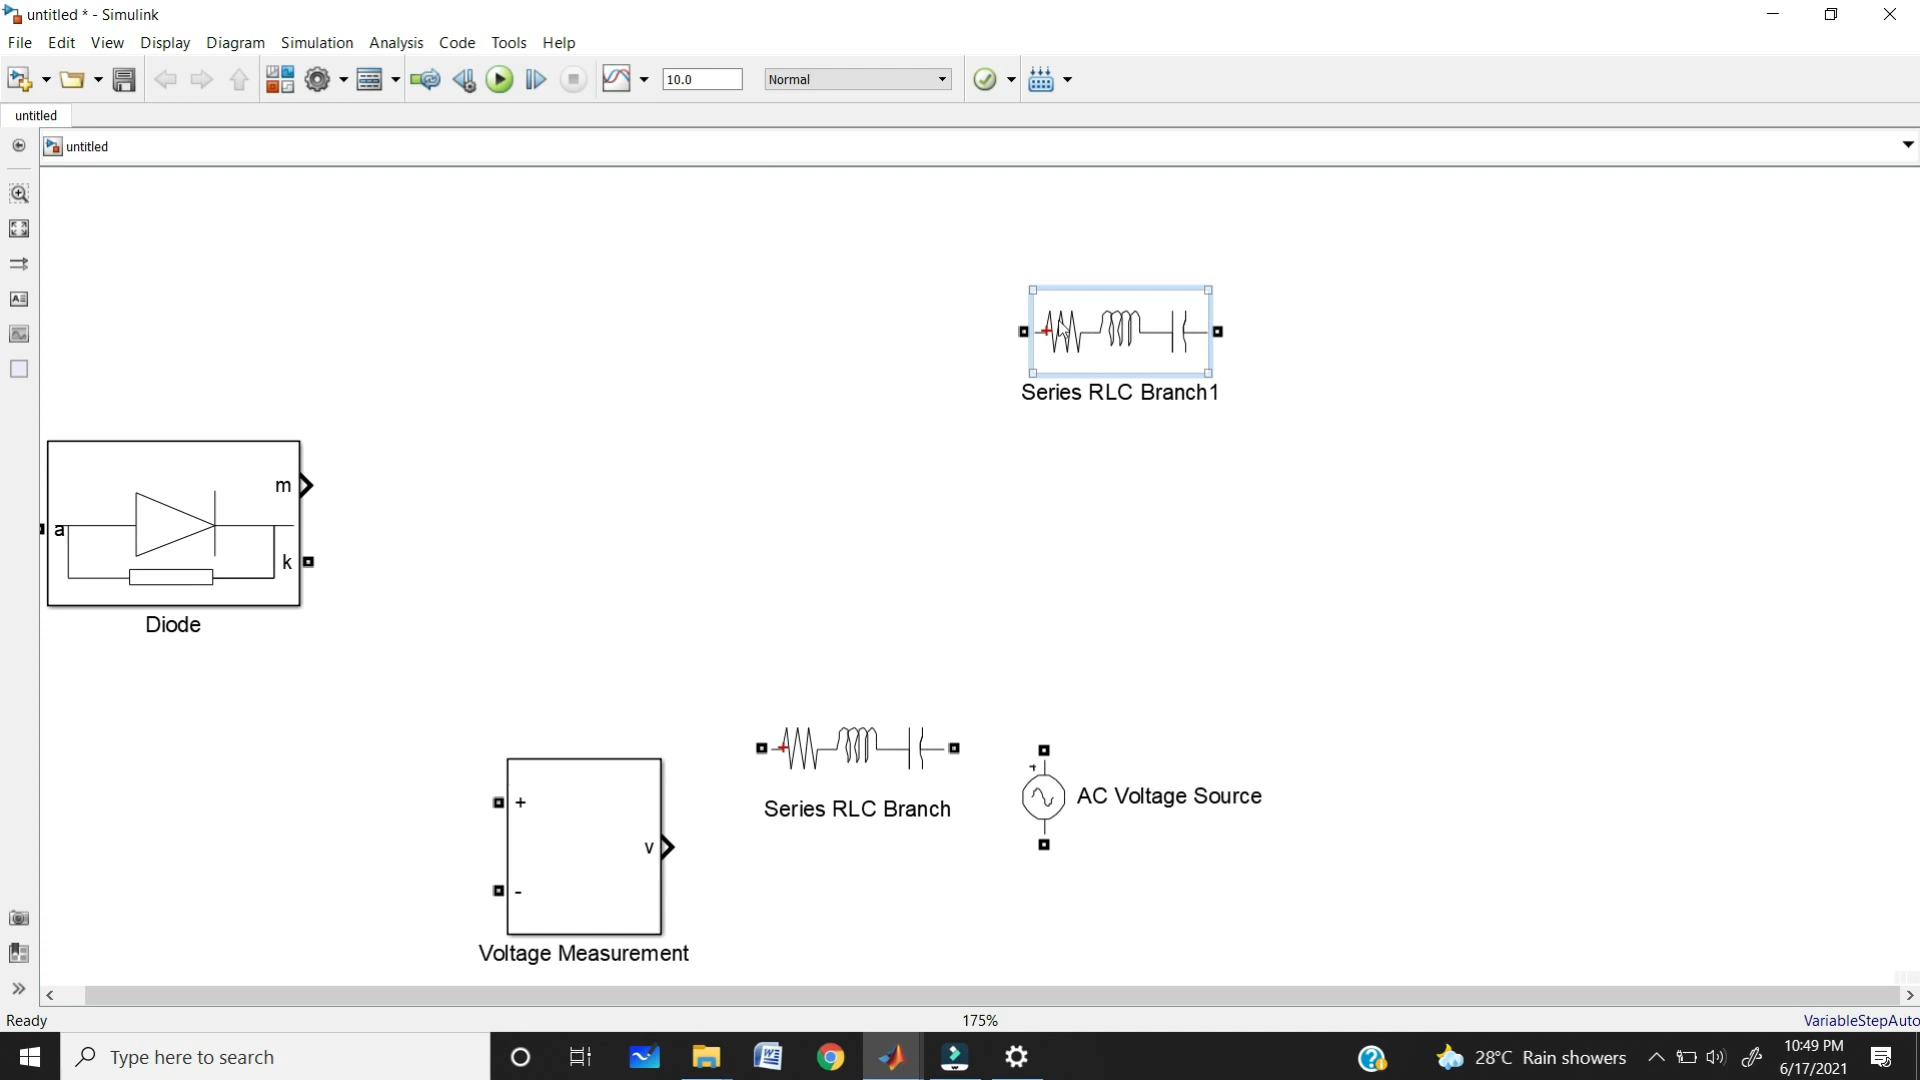 untitled * - Simulink
File Edit View Display Diagram Simulation Analysis Code Tools Help
10.0 Normal
untitled
untitled
Series RLC Branch1
m
a
k
Diode
+
v
-
Voltage Measurement
+
Series RLC Branch
+
AC Voltage Source
Ready 175% VariableStepAuto
Type here to search
28°C Rain showers
10:49 PM
6/17/2021